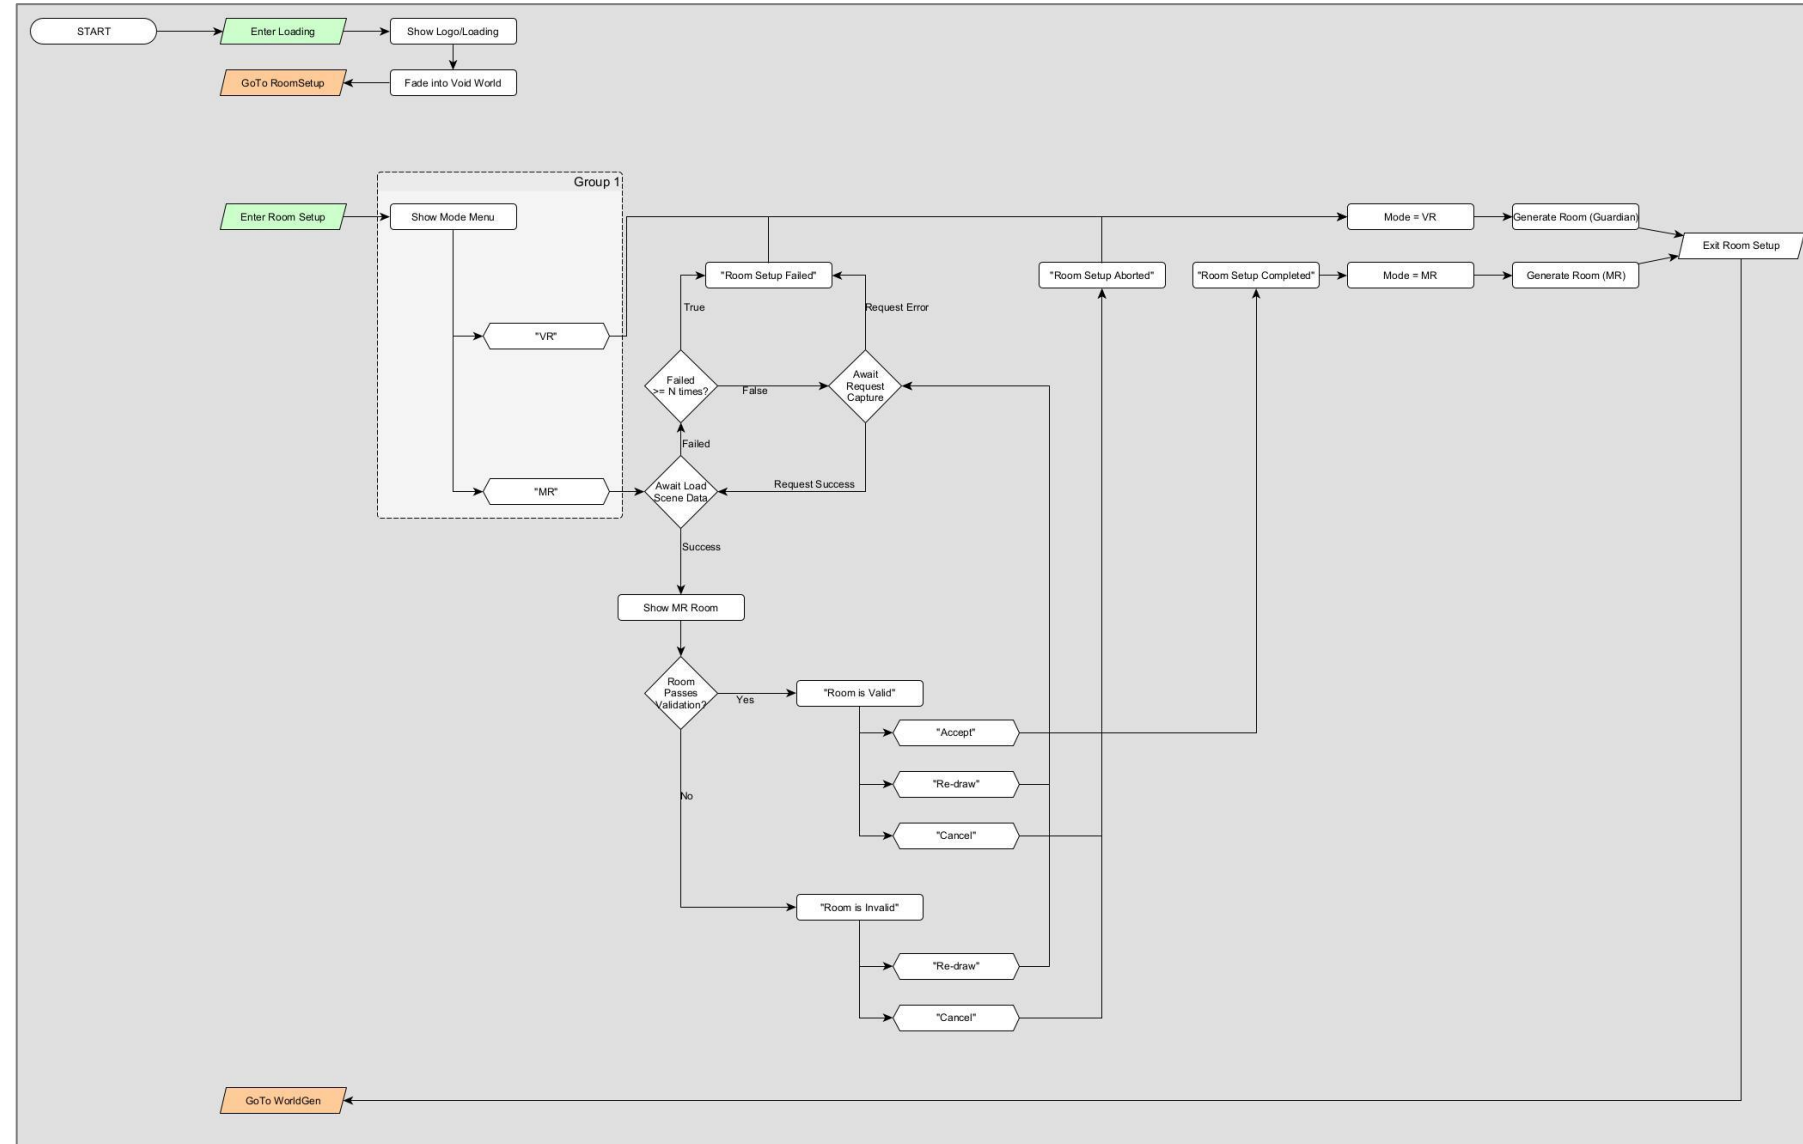 START
Enter Loading
Show Logo/Loading
GoTo RoomSetup
Fade into Void World
Group 1
Enter Room Setup
Show Mode Menu
Mode = VR
Generate Room (Guardian)
Exit Room Setup
"Room Setup Failed"
"Room Setup Aborted"
"Room Setup Completed"
Mode = MR
Generate Room (MR)
True
Request Error
"VR"
Failed
>= N times?
False
Await
Request
Capture
Failed
"MR"
Await Load
Scene Data
Request Success
Success
Show MR Room
Room
Passes
Validation?
Yes
"Room is Valid"
"Accept"
"Re-draw"
No
"Cancel"
"Room is Invalid"
"Re-draw"
"Cancel"
GoTo WorldGen